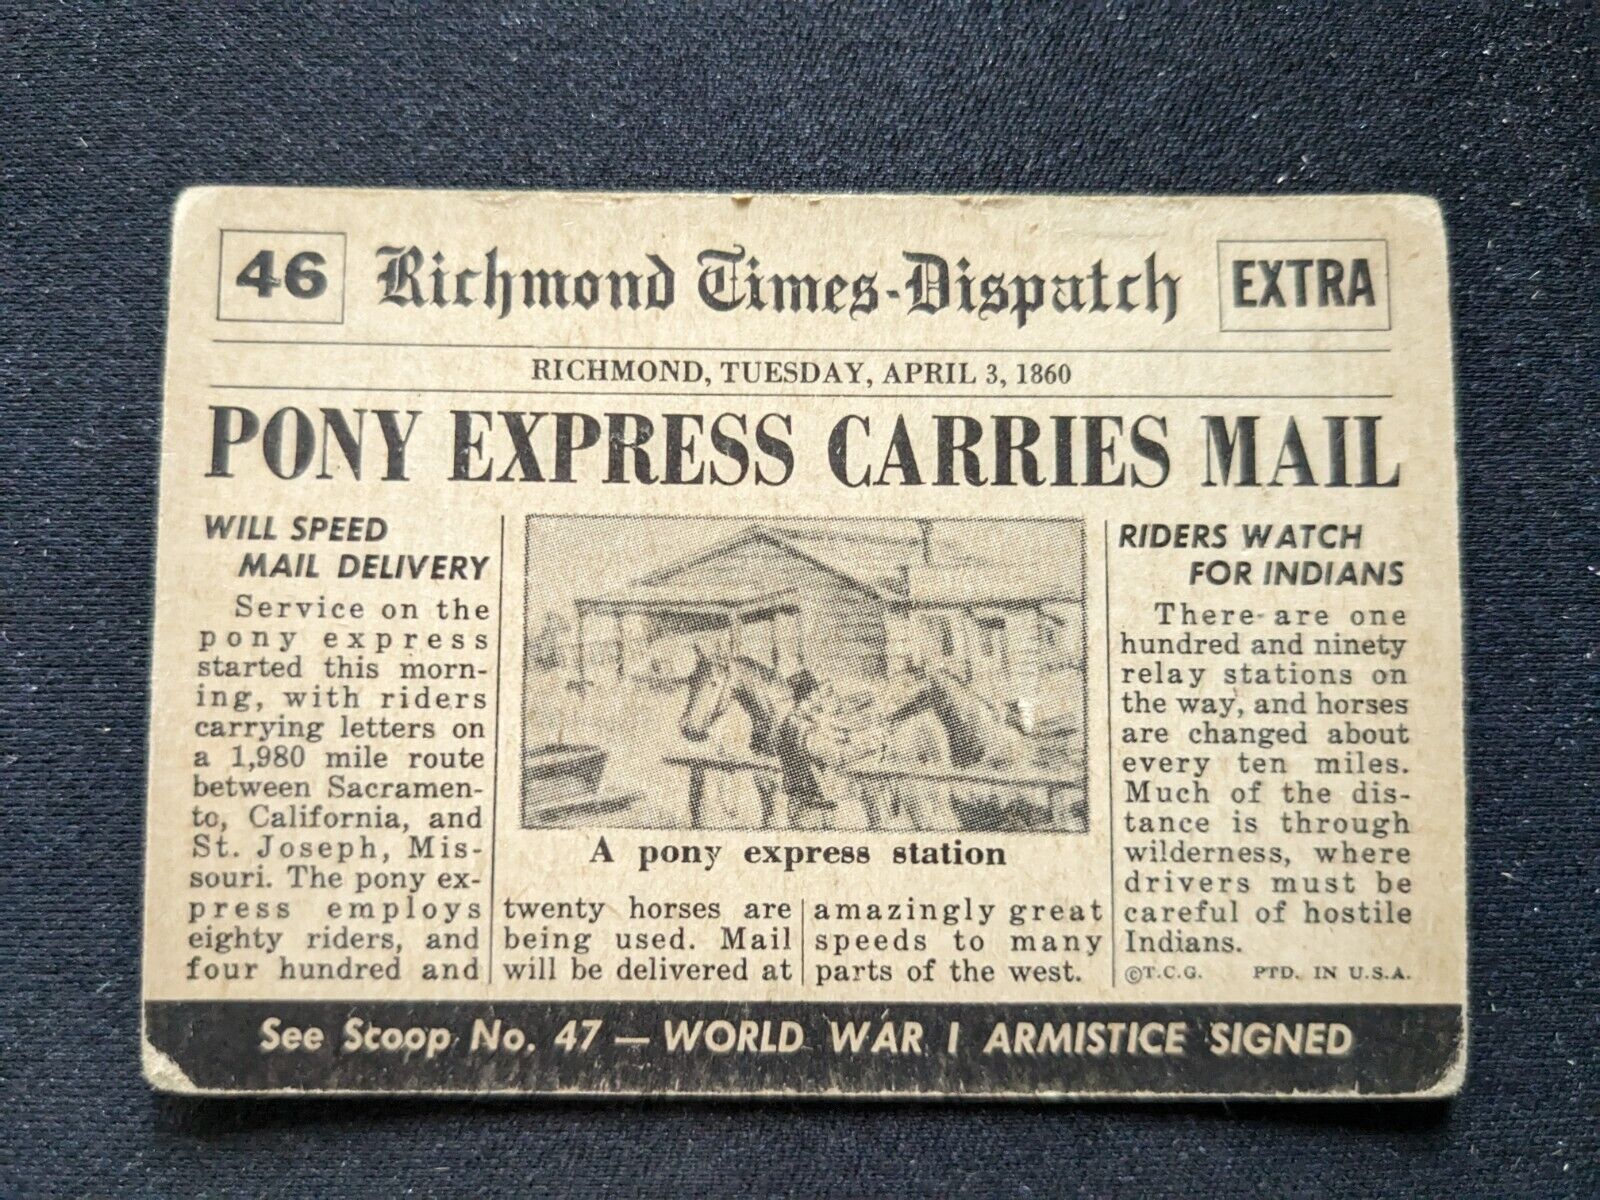 46 Richmond Times-Dispatch EXTRA
RICHMOND, TUESDAY, APRIL 3, 1860
PONY EXPRESS CARRIES MAIL
WILL SPEED
MAIL DELIVERY
Service on the
pony express
started this morn-
ing, with riders
carrying letters on
a 1,980 mile route
between Sacramen-
to, California, and
St. Joseph, Mis-
souri. The pony ex-
press employs
eighty riders, and
four hundred and
A pony express station
twenty horses are
being used. Mail
will be delivered at
amazingly great
speeds to many
parts of the west.
RIDERS WATCH
FOR INDIANS
There are one
hundred and ninety
relay stations on
the way, and horses
are changed about
every ten miles.
Much of the dis-
tance is through
wilderness, where
drivers must be
careful of hostile
Indians.
©T.C.G. PTD. IN U.S.A.
See Scoop No. 47 — WORLD WAR I ARMISTICE SIGNED